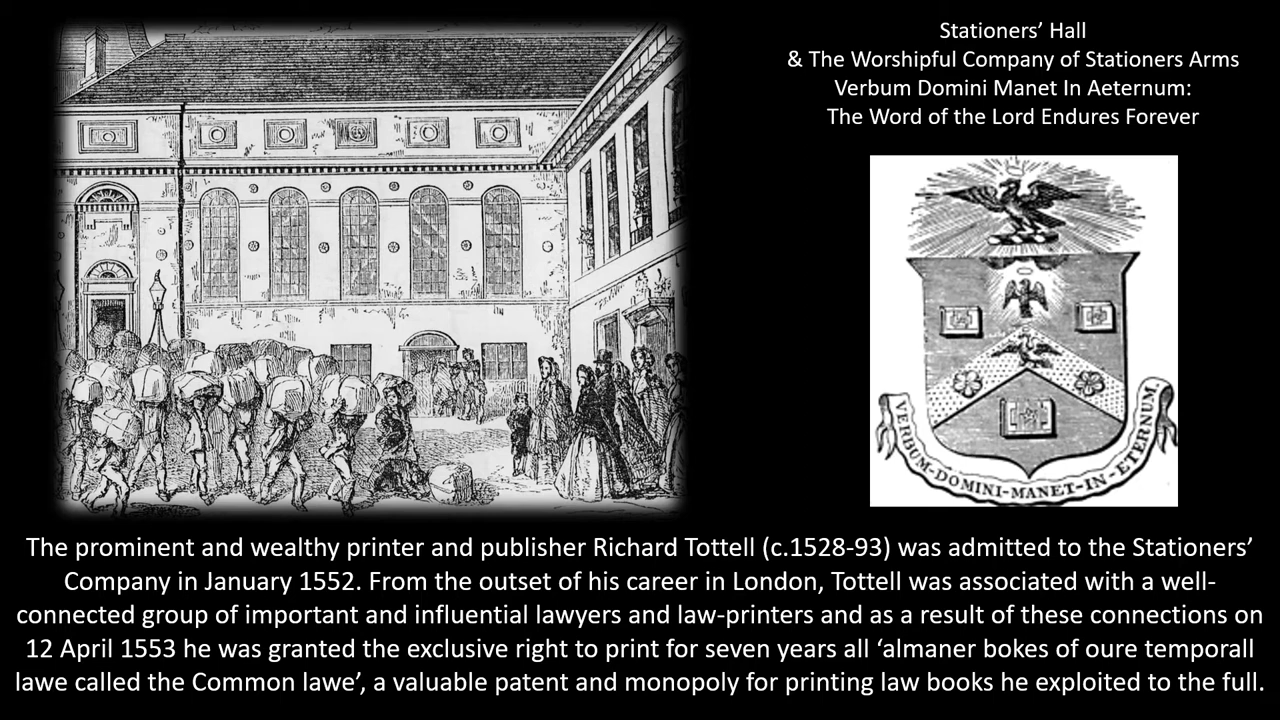 Stationers’ Hall
& The Worshipful Company of Stationers Arms
Verbum Domini Manet In Aeternum:
The Word of the Lord Endures Forever
VERBUM-DOMINI-MANET-IN-ETERNUM.
The prominent and wealthy printer and publisher Richard Tottell (c.1528-93) was admitted to the Stationers’
Company in January 1552. From the outset of his career in London, Tottell was associated with a well-
connected group of important and influential lawyers and law-printers and as a result of these connections on
12 April 1553 he was granted the exclusive right to print for seven years all ‘almaner bokes of oure temporall
lawe called the Common lawe’, a valuable patent and monopoly for printing law books he exploited to the full.